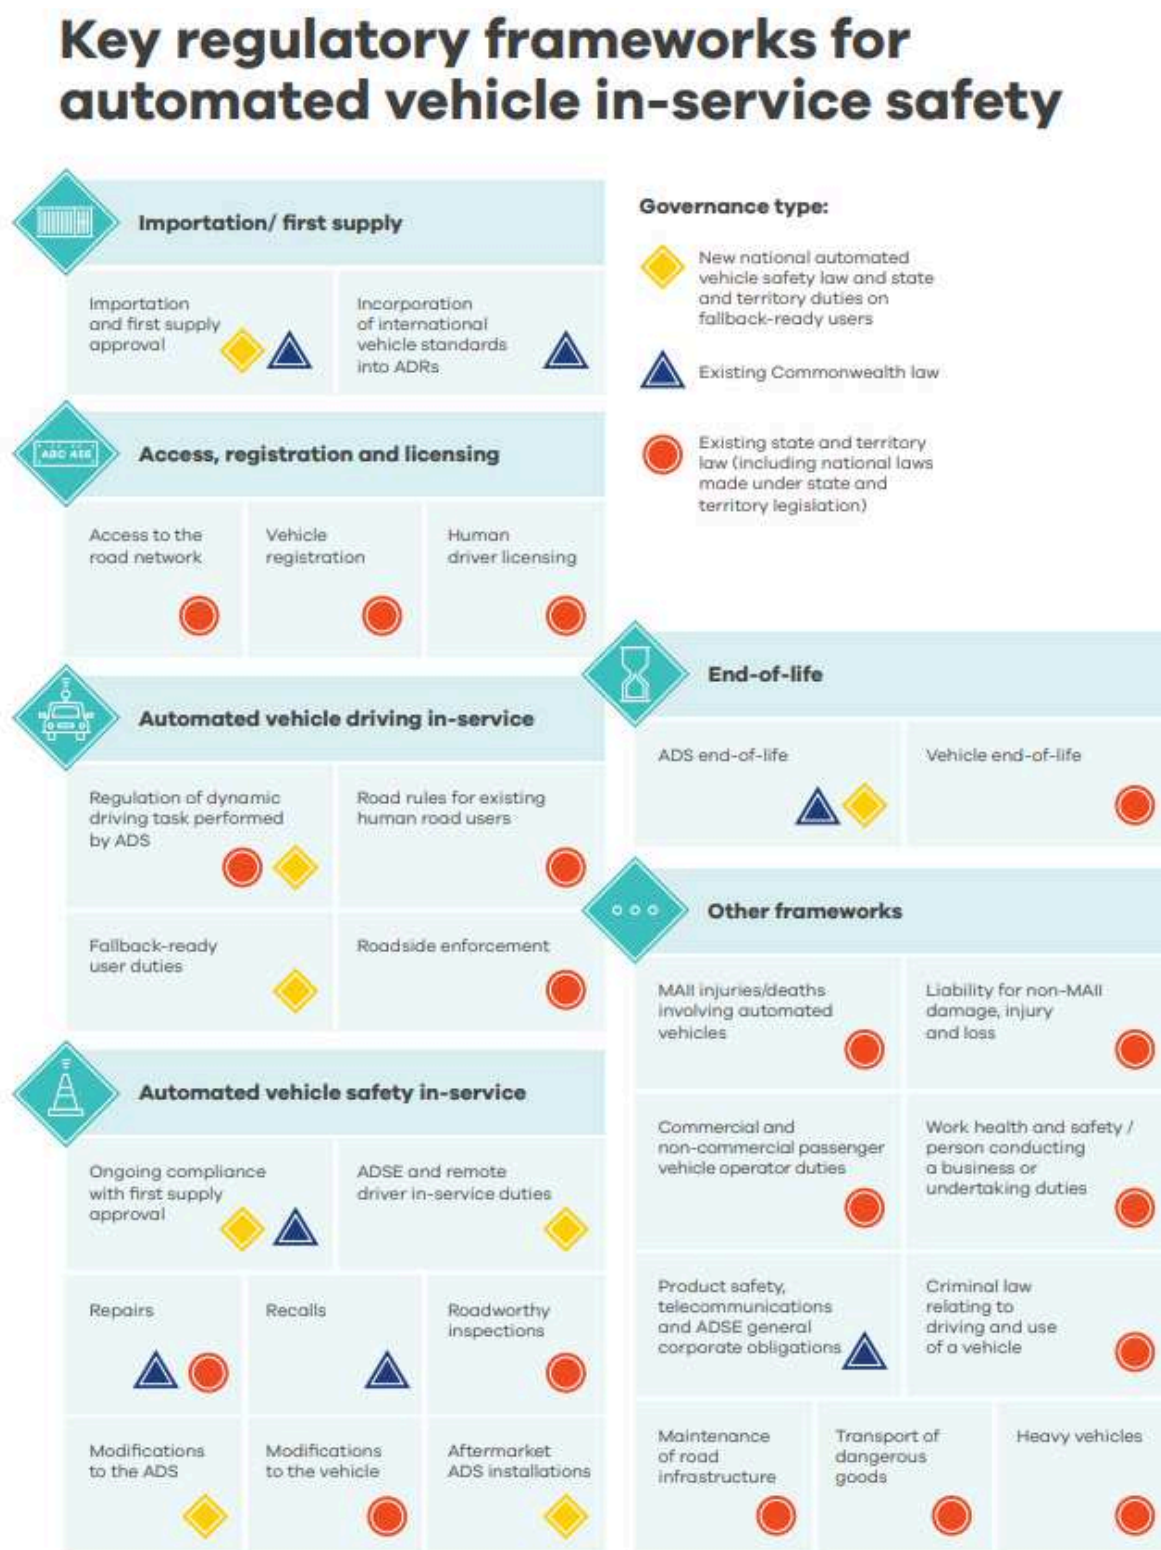 Key regulatory frameworks for
automated vehicle in-service safety
Importation/ first supply
Importation
and first supply
approval
Incorporation
of international
vehicle standards
into ADRs
Governance type:
New national automated
vehicle safety law and state
and territory duties on
fallback-ready users
Existing Commonwealth law
Existing state and territory
law (including national laws
made under state and
territory legislation)
Access, registration and licensing
Access to the
road network
Vehicle
registration
Human
driver licensing
Automated vehicle driving in-service
Regulation of dynamic
driving task performed
by ADS
Road rules for existing
human road users
Fallback-ready
user duties
Roadside enforcement
Automated vehicle safety in-service
Ongoing compliance
with first supply
approval
ADSE and remote
driver in-service duties
Repairs
Recalls
Roadworthy
inspections
Modifications
to the ADS
Modifications
to the vehicle
Aftermarket
ADS installations
End-of-life
ADS end-of-life
Vehicle end-of-life
Other frameworks
MAII injuries/deaths
involving automated
vehicles
Liability for non-MAII
damage, injury
and loss
Commercial and
non-commercial passenger
vehicle operator duties
Work health and safety /
person conducting
a business or
undertaking duties
Product safety,
telecommunications
and ADSE general
corporate obligations
Criminal law
relating to
driving and use
of a vehicle
Maintenance
of road
infrastructure
Transport of
dangerous
goods
Heavy vehicles